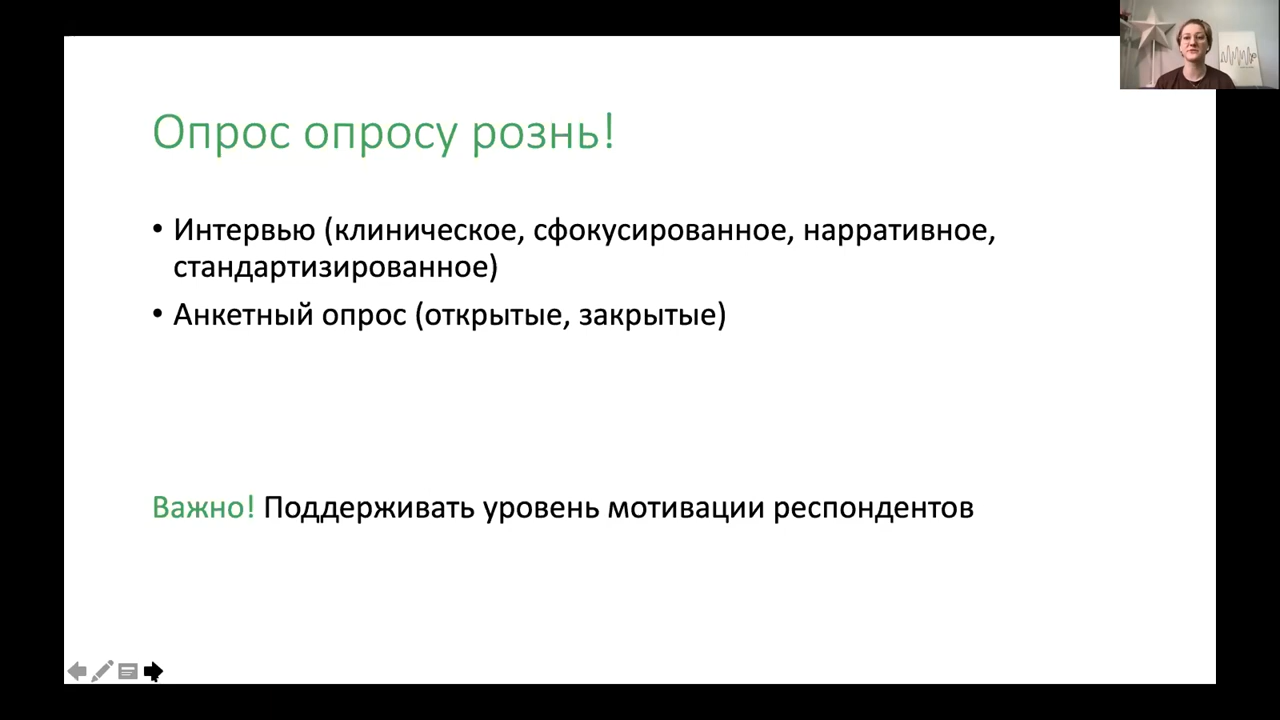 Опрос опросу рознь!
• Интервью (клиническое, сфокусированное, нарративное,
стандартизированное)
• Анкетный опрос (открытые, закрытые)
Важно! Поддерживать уровень мотивации респондентов